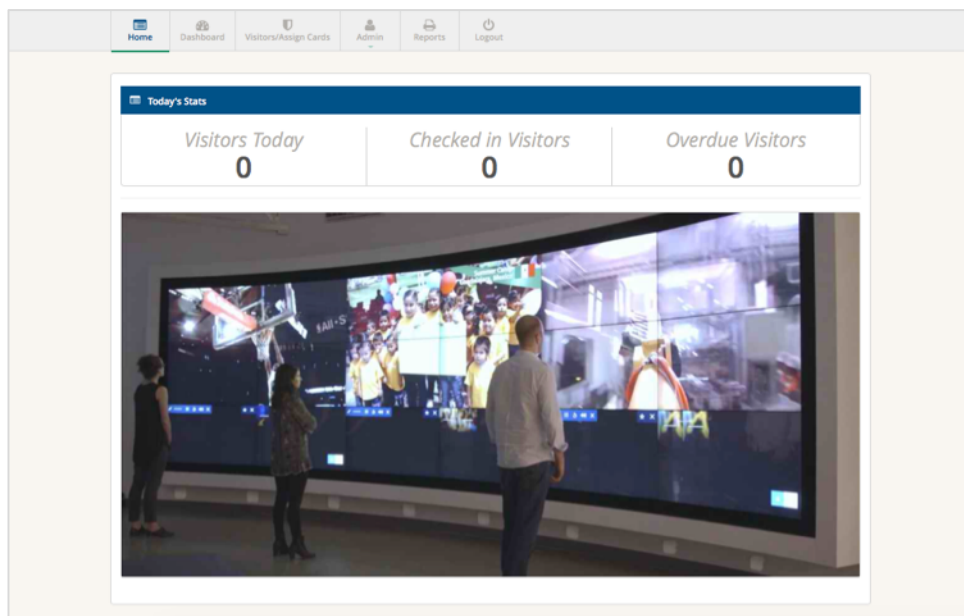 Home Dashboard Visitors/Assign Cards Admin Reports Logout
Today's Stats
Visitors Today Checked in Visitors Overdue Visitors
0 0 0
All-S